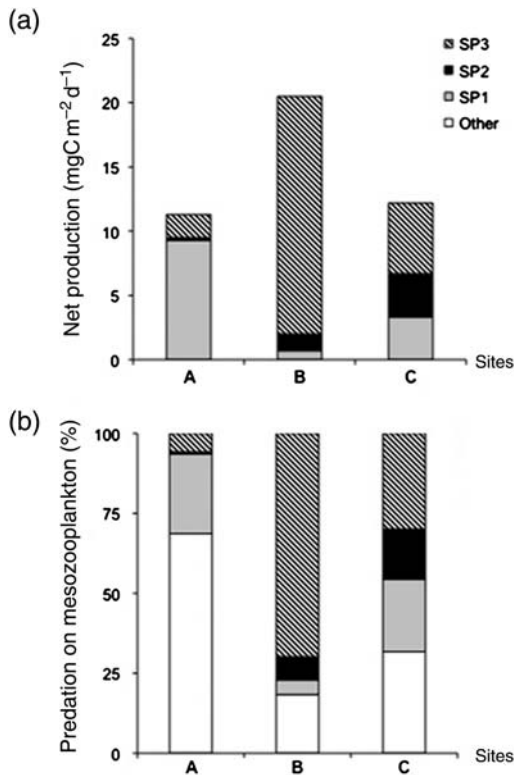 (a)
Net production (mgC m⁻² d⁻¹)
25
20
15
10
5
0
SP3
SP2
SP1
Other
A B C Sites
(b)
Predation on mesozooplankton (%)
100
75
50
25
0
A B C Sites